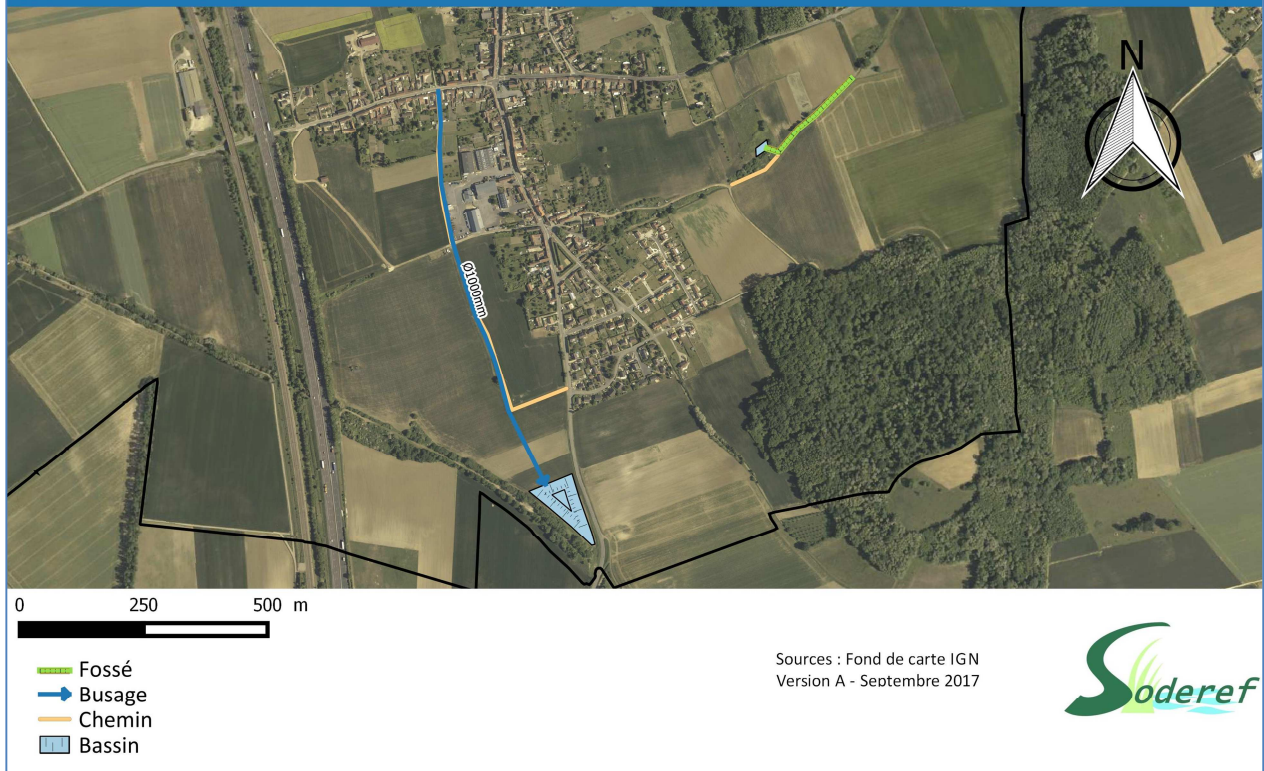 N
Ø1000mm
0 250 500 m
Fossé
Busage
Chemin
Bassin
Sources : Fond de carte IGN
Version A - Septembre 2017
Soderef